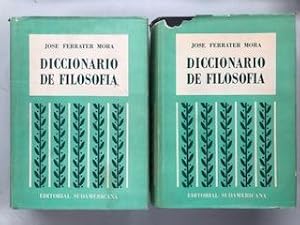 JOSE FERRATER MORA
DICCIONARIO
DE FILOSOFIA
EDITORIAL SUDAMERICANA
JOSE FERRATER MORA
DICCIONARIO
DE FILOSOFIA
EDITORIAL SUDAMERICANA